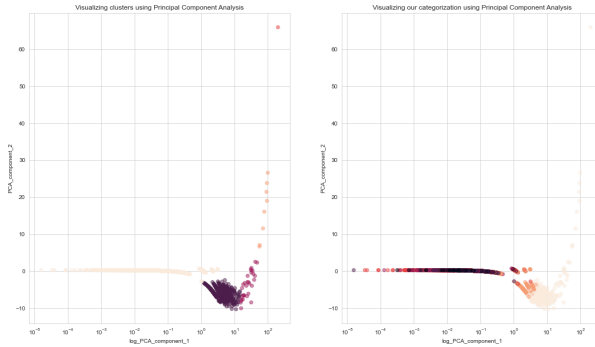 Visualizing clusters using Principal Component Analysis
60
50
40
30
20
10
0
−10
PCA_component_2
10⁻⁵ 10⁻⁴ 10⁻³ 10⁻² 10⁻¹ 10⁰ 10¹ 10²
log_PCA_component_1
Visualizing our categorization using Principal Component Analysis
60
50
40
30
20
10
0
−10
PCA_component_2
10⁻⁵ 10⁻⁴ 10⁻³ 10⁻² 10⁻¹ 10⁰ 10¹ 10²
log_PCA_component_1